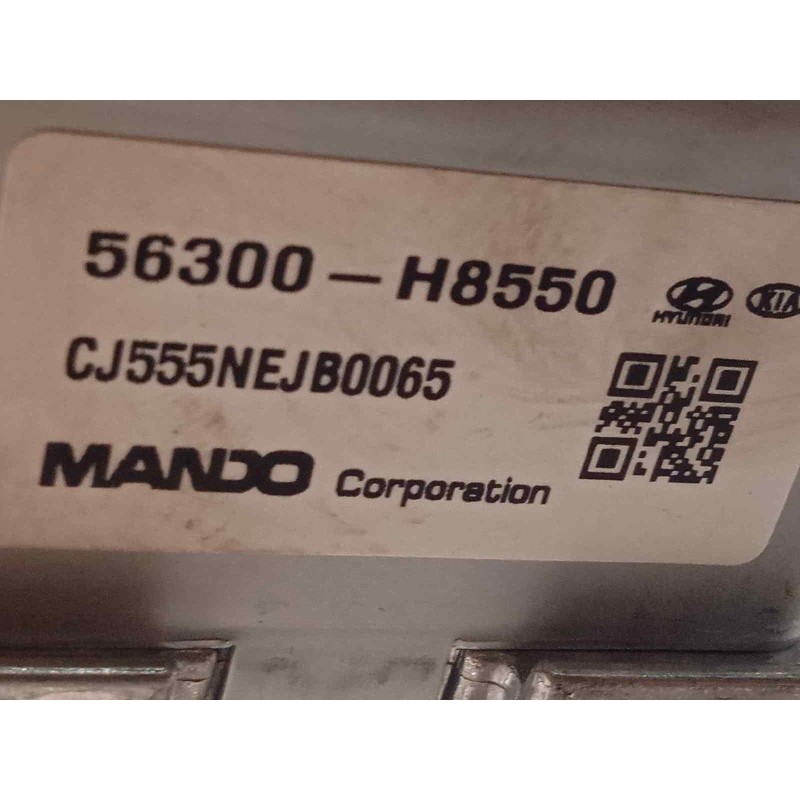 56300-H8550
HYUNDAI
KIA
CJ555NEJB0065
MANDO Corporation